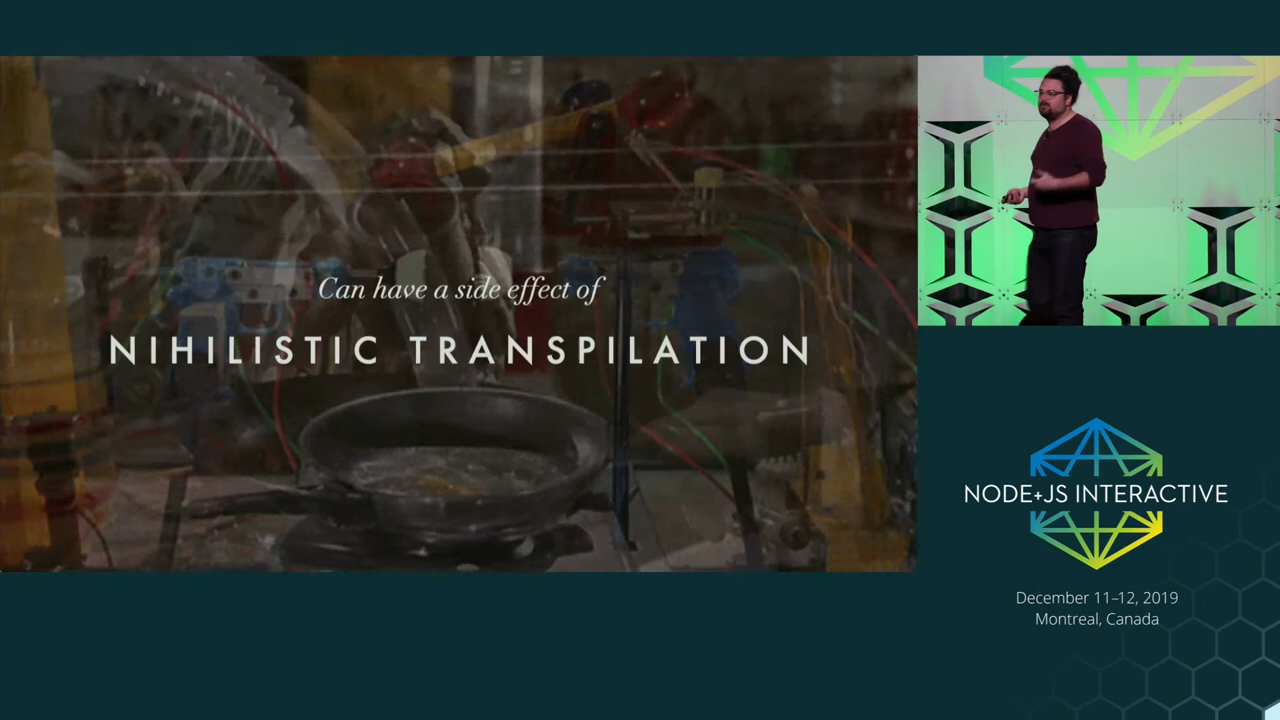 Can have a side effect of
NIHILISTIC TRANSPILATION
NODE+JS INTERACTIVE
December 11–12, 2019
Montreal, Canada